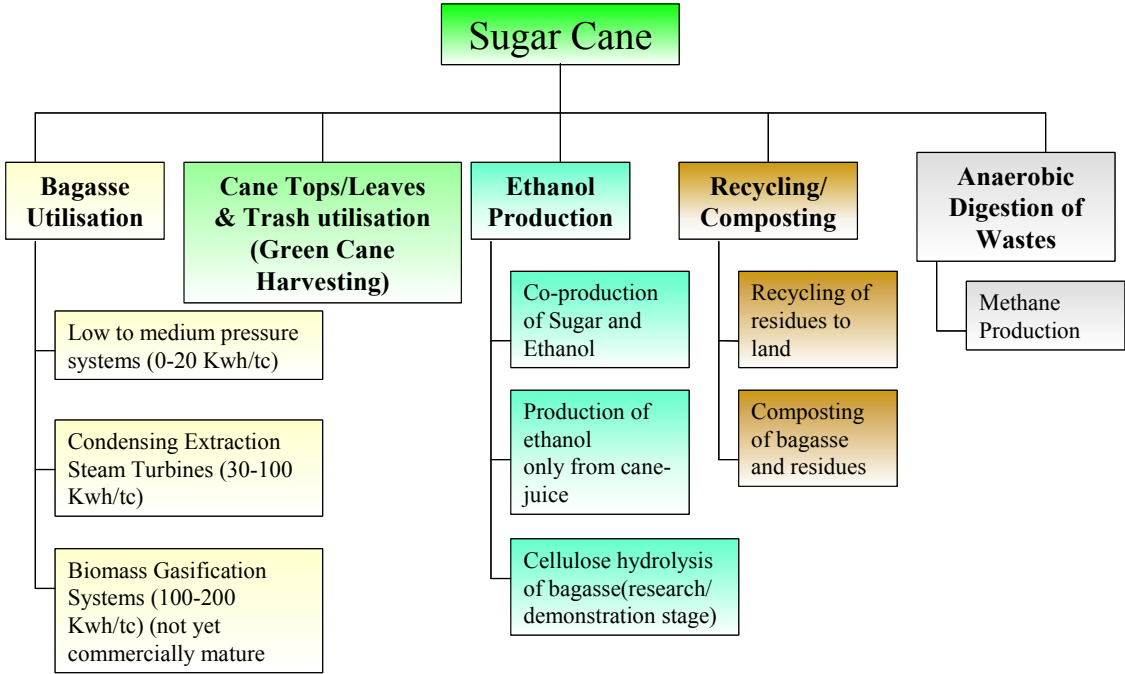 Sugar Cane
Bagasse
Utilisation
Low to medium pressure
systems (0-20 Kwh/tc)
Condensing Extraction
Steam Turbines (30-100
Kwh/tc)
Biomass Gasification
Systems (100-200
Kwh/tc) (not yet
commercially mature
Cane Tops/Leaves
& Trash utilisation
(Green Cane
Harvesting)
Ethanol
Production
Co-production
of Sugar and
Ethanol
Production of
ethanol
only from cane-
juice
Cellulose hydrolysis
of bagasse(research/
demonstration stage)
Recycling/
Composting
Recycling of
residues to
land
Composting
of bagasse
and residues
Anaerobic
Digestion of
Wastes
Methane
Production